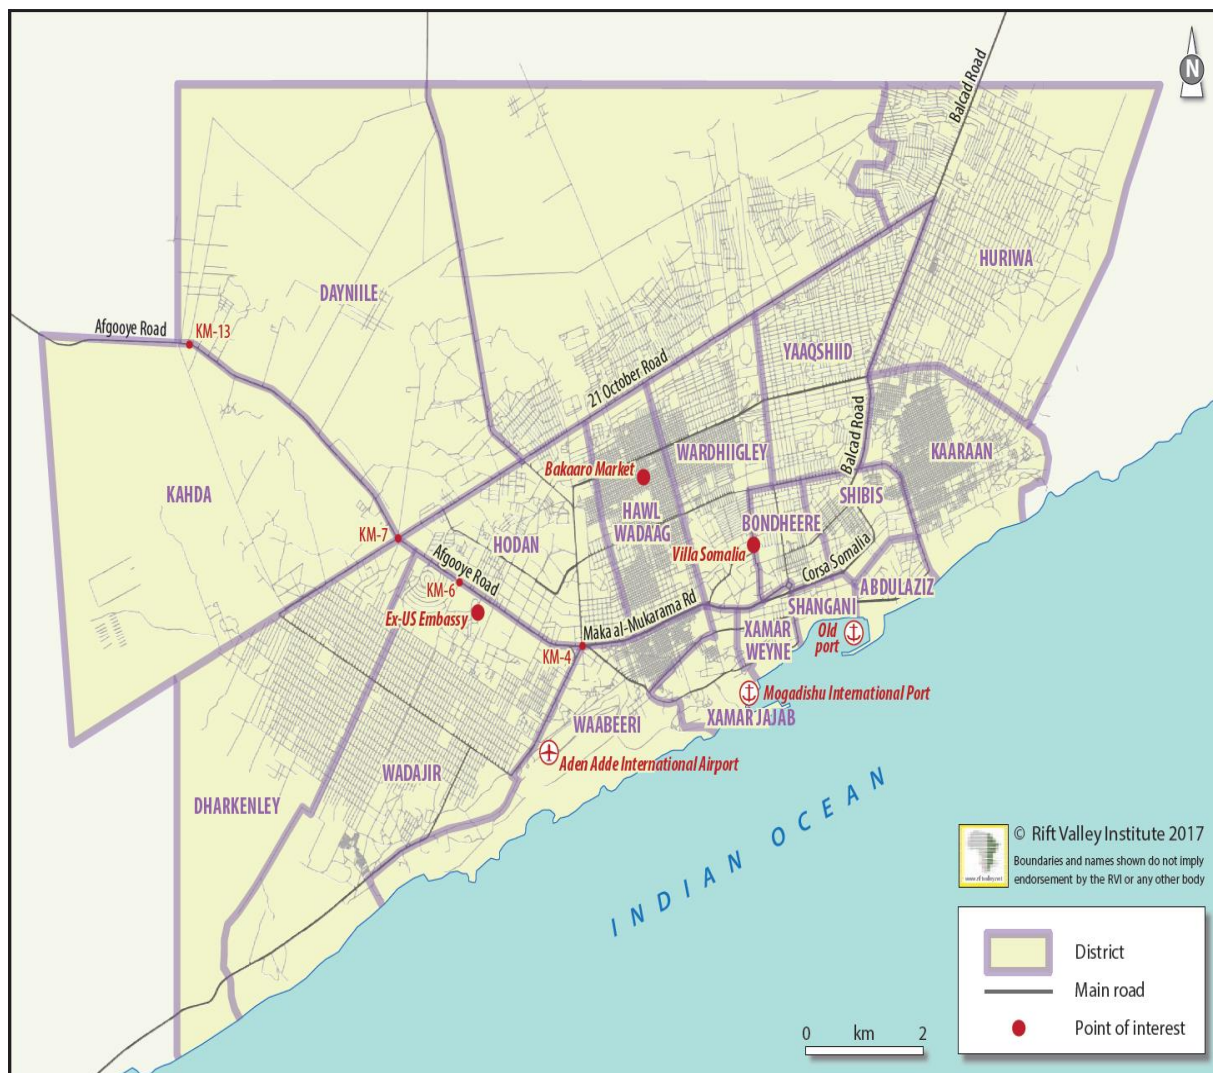 N
Balcad Road
HURIWA
DAYNIILE
Afgooye Road
KM-13
21 October Road
YAAQSHIID
Balcad Road
KAARAAN
WARDHIIGLEY
Bakaaro Market
KAHDA
SHIBIS
HAWL
WADAAG
BONDHEERE
KM-7
HODAN
Villa Somalia
Corsa Somalia
Afgooye Road
KM-6
ABDULAZIZ
Ex-US Embassy
Maka al-Mukarama Rd
SHANGANI
XAMAR
WEYNE
Old
port
KM-4
Mogadishu International Port
WAABEERI
XAMAR JAJAB
Aden Adde International Airport
WADAJIR
DHARKENLEY
INDIAN OCEAN
© Rift Valley Institute 2017
Boundaries and names shown do not imply
endorsement by the RVI or any other body
www.riftvalley.net
District
Main road
Point of interest
0 km 2